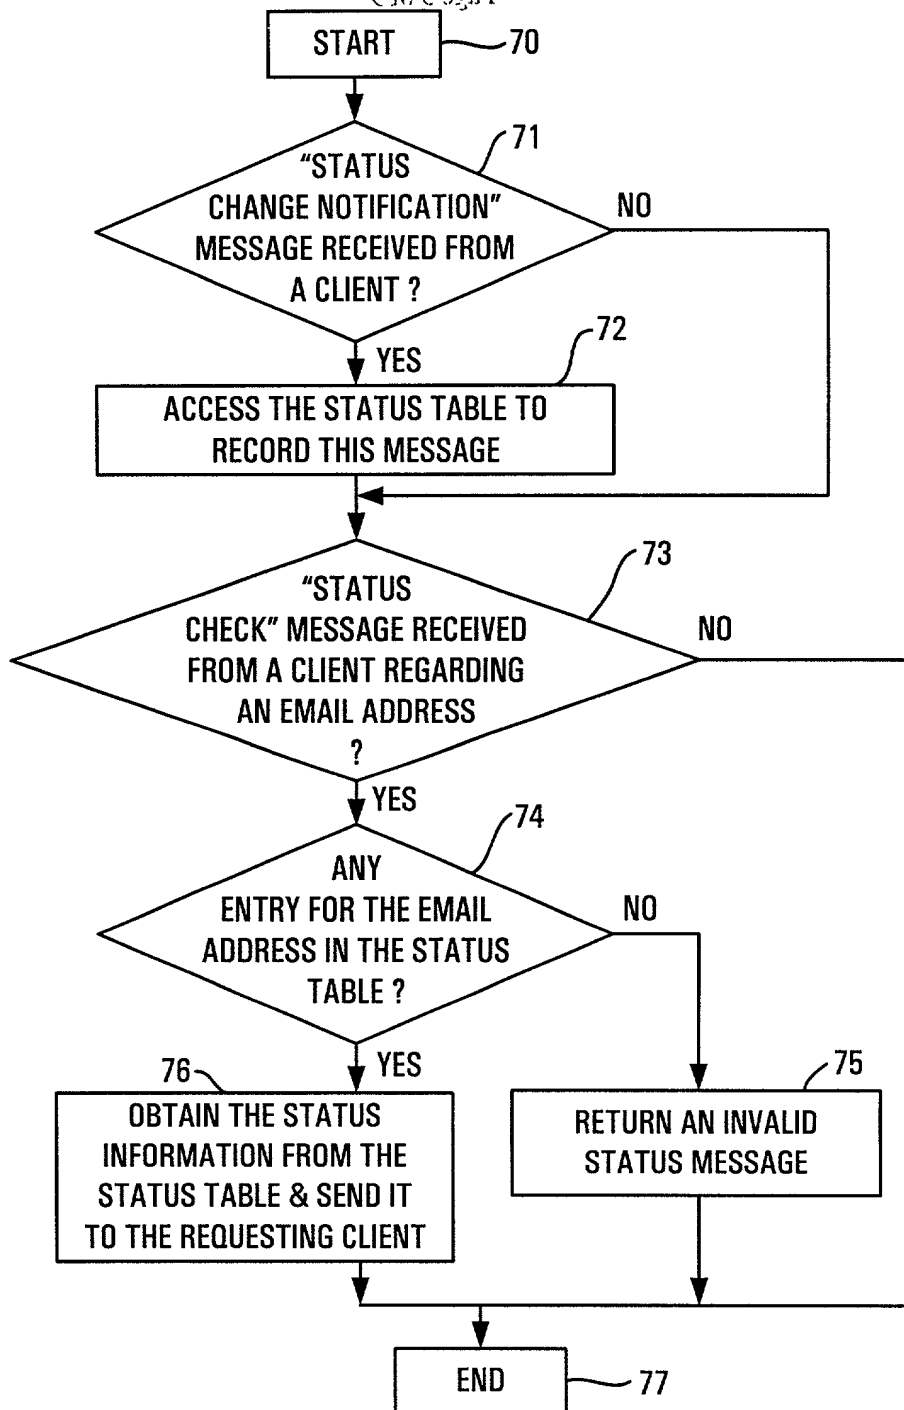 START
70
71
"STATUS
CHANGE NOTIFICATION"
MESSAGE RECEIVED FROM
A CLIENT ?
NO
YES
72
ACCESS THE STATUS TABLE TO
RECORD THIS MESSAGE
73
"STATUS
CHECK" MESSAGE RECEIVED
FROM A CLIENT REGARDING
AN EMAIL ADDRESS
?
NO
YES
74
ANY
ENTRY FOR THE EMAIL
ADDRESS IN THE STATUS
TABLE ?
NO
YES
76
OBTAIN THE STATUS
INFORMATION FROM THE
STATUS TABLE & SEND IT
TO THE REQUESTING CLIENT
75
RETURN AN INVALID
STATUS MESSAGE
END
77